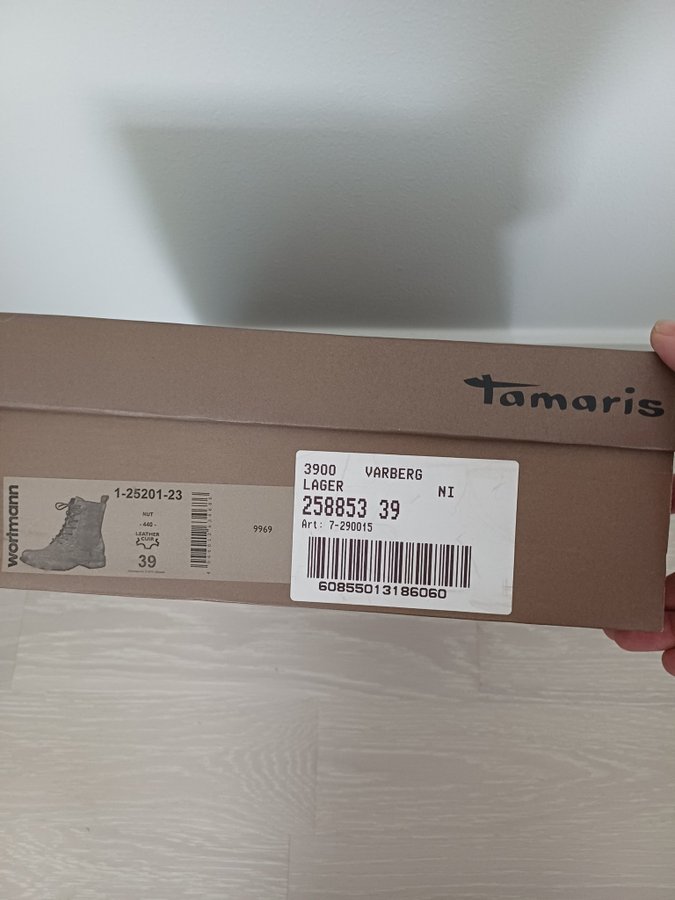 Tamaris
wortmann
1-25201-23
NUT
- 440 -
LEATHER
CUIR
39
9969
3900 VARBERG
LAGER NI
258853 39
Art: 7-290015
60855013186060